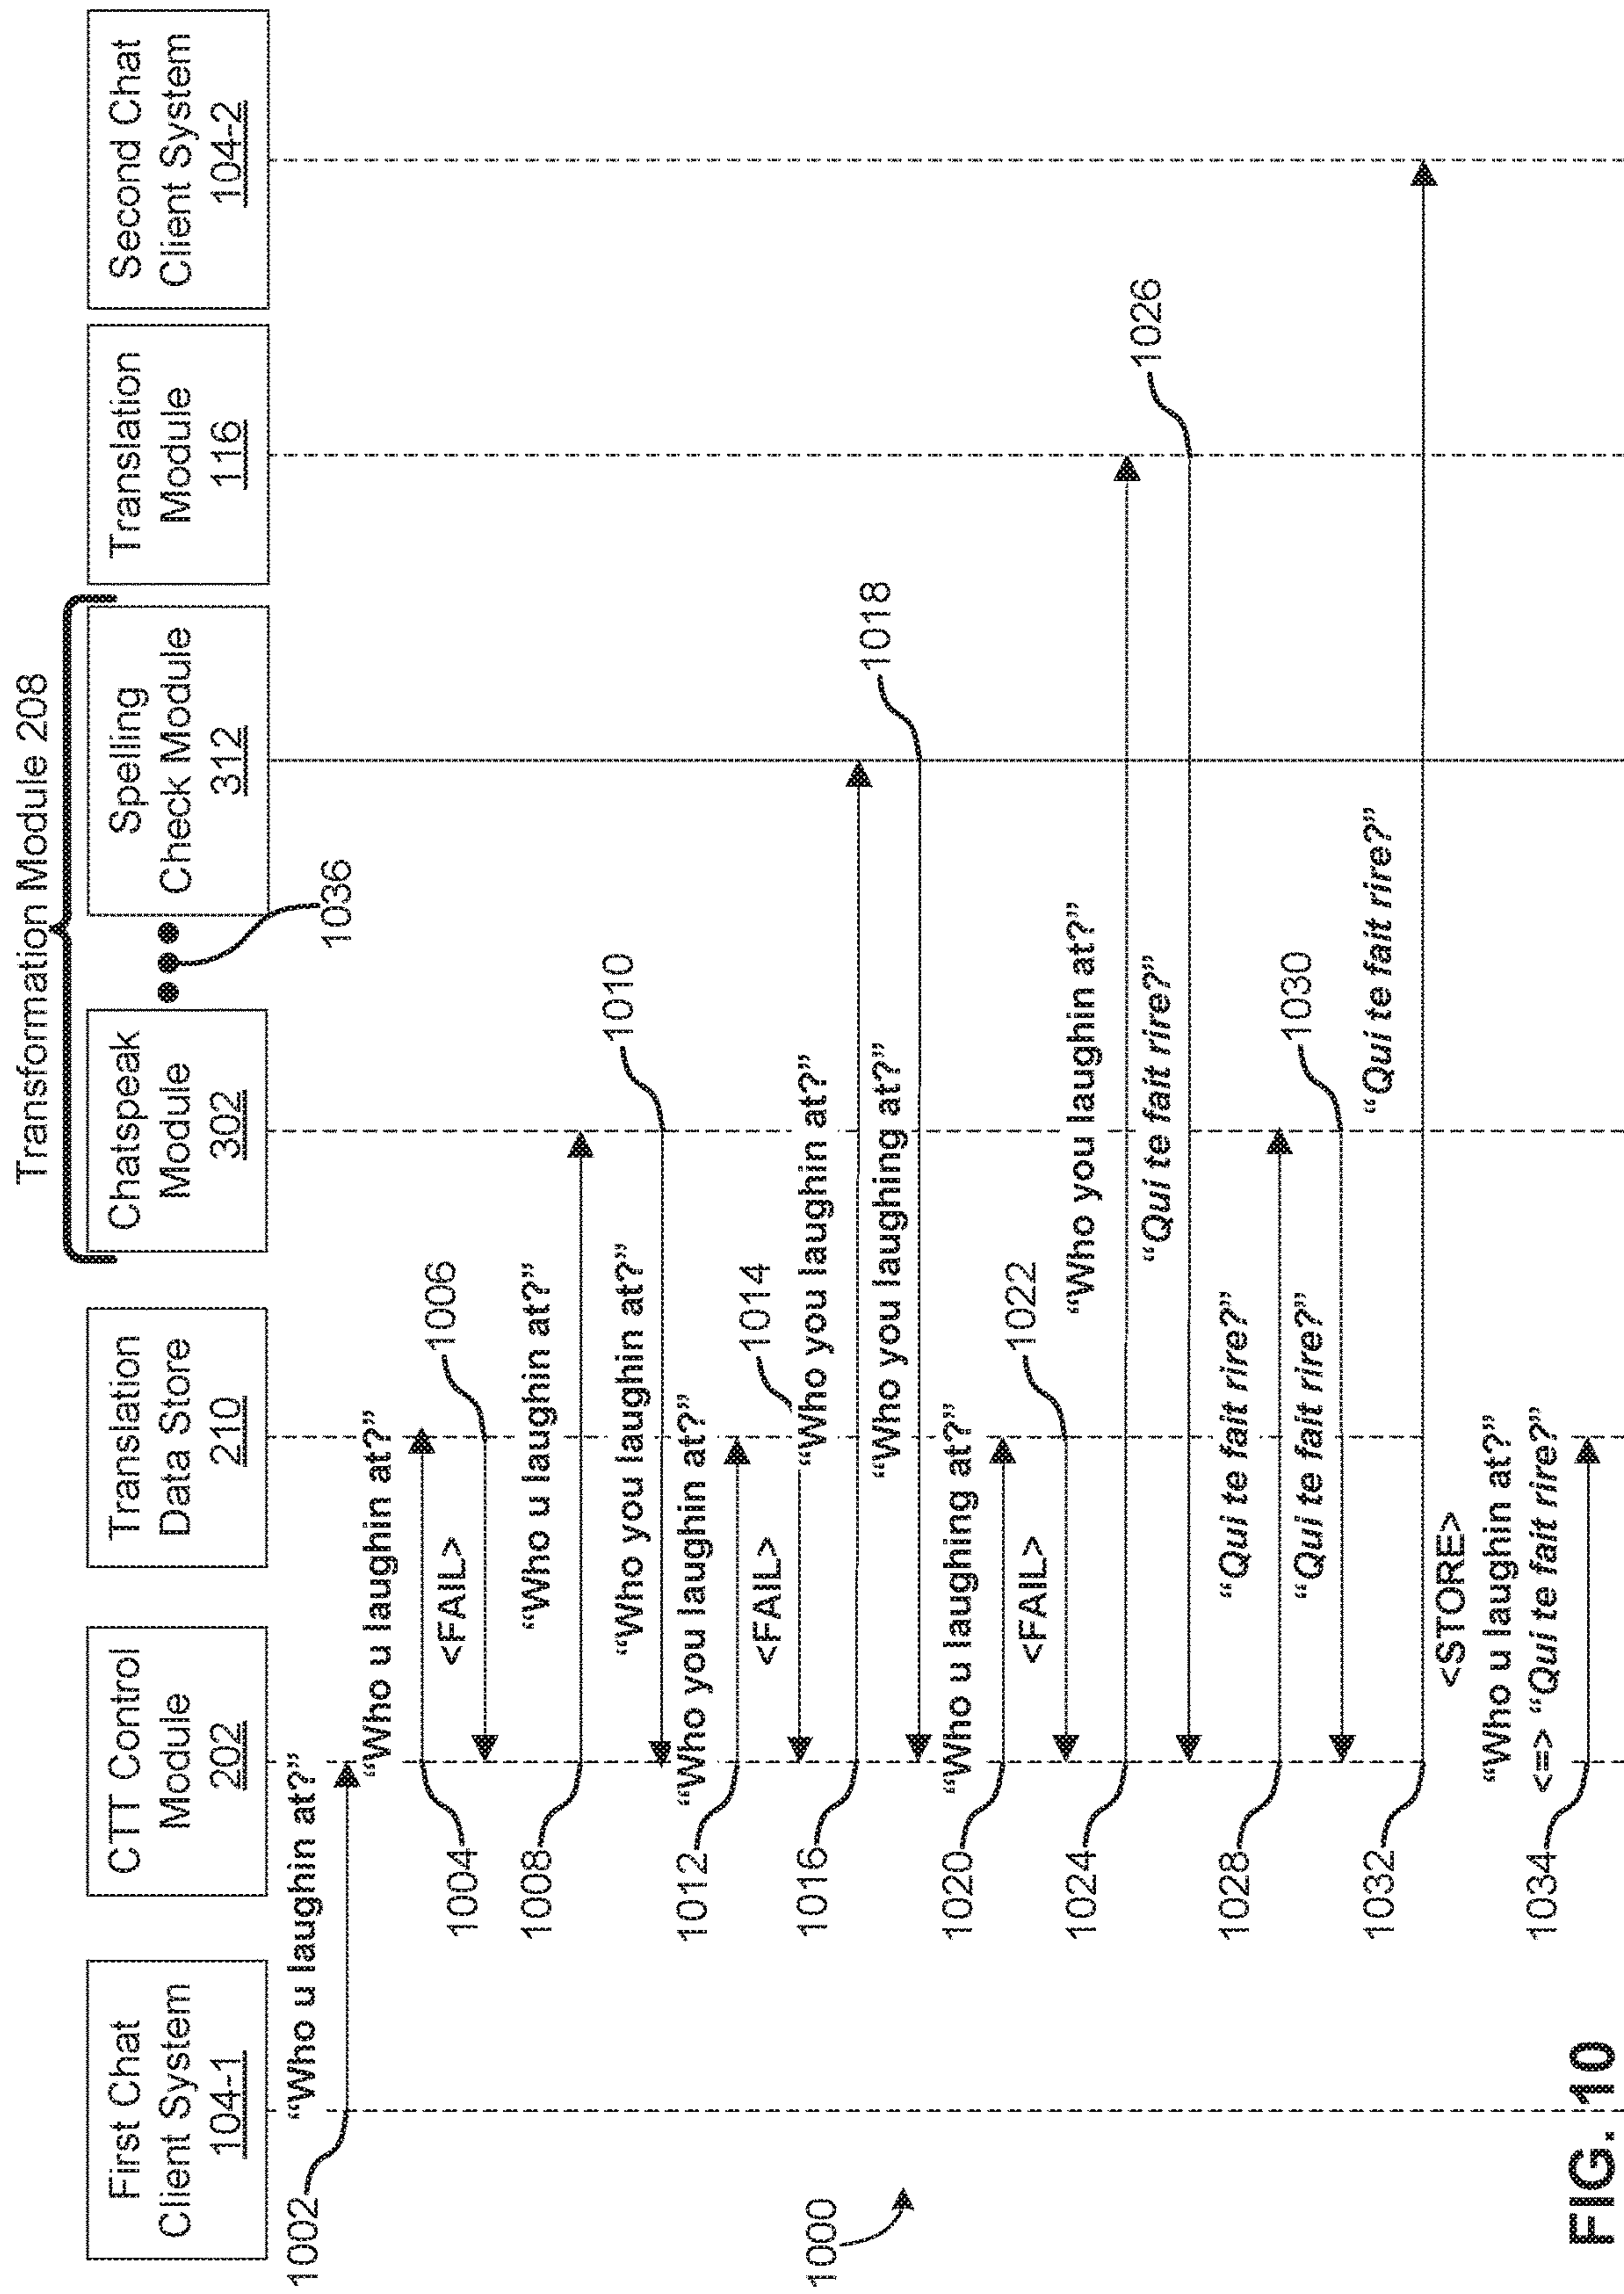 Transformation Module 208
First Chat
Client System
104-1
CTT Control
Module
202
Translation
Data Store
210
Chatspeak
Module
302
Spelling
Check Module
312
Translation
Module
116
Second Chat
Client System
104-2
1036
1002
“Who u laughin at?”
“Who u laughin at?”
1004
<FAIL>
1006
1008
“Who u laughin at?”
“Who you laughin at?”
1010
1012
“Who you laughin at?”
<FAIL>
1014
1016
“Who you laughin at?”
“Who you laughing at?”
1018
1020
“Who u laughing at?”
<FAIL>
1022
1024
“Who you laughin at?”
“Qui te fait rire?”
1026
1028
“Qui te fait rire?”
“Qui te fait rire?”
1030
1032
“Qui te fait rire?”
<STORE>
“Who u laughin at?”
<=> “Qui te fait rire?”
1034
1000
FIG. 10